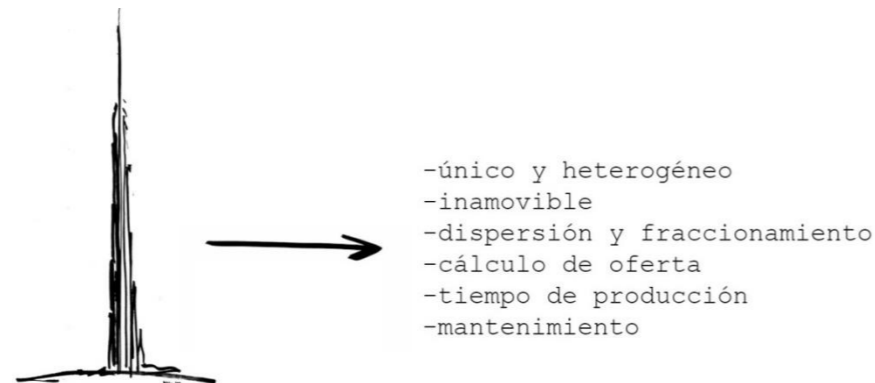 -único y heterogéneo
-inamovible
-dispersión y fraccionamiento
-cálculo de oferta
-tiempo de producción
-mantenimiento